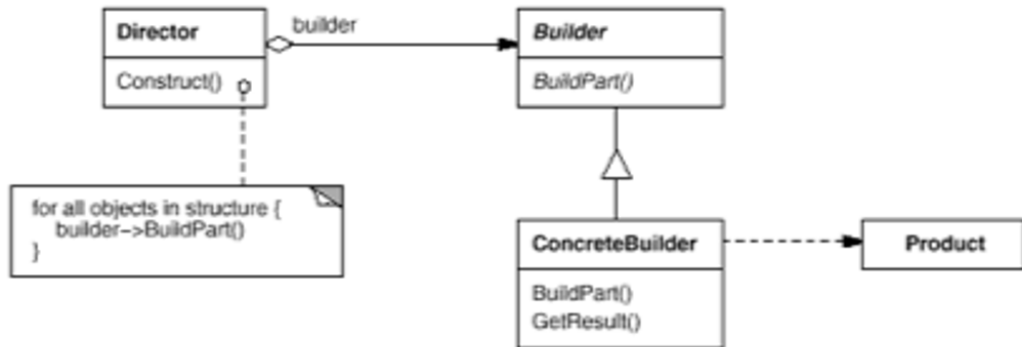 Director
builder
Builder
Construct()
BuildPart()
for all objects in structure {
builder->BuildPart()
}
ConcreteBuilder
Product
BuildPart()
GetResult()